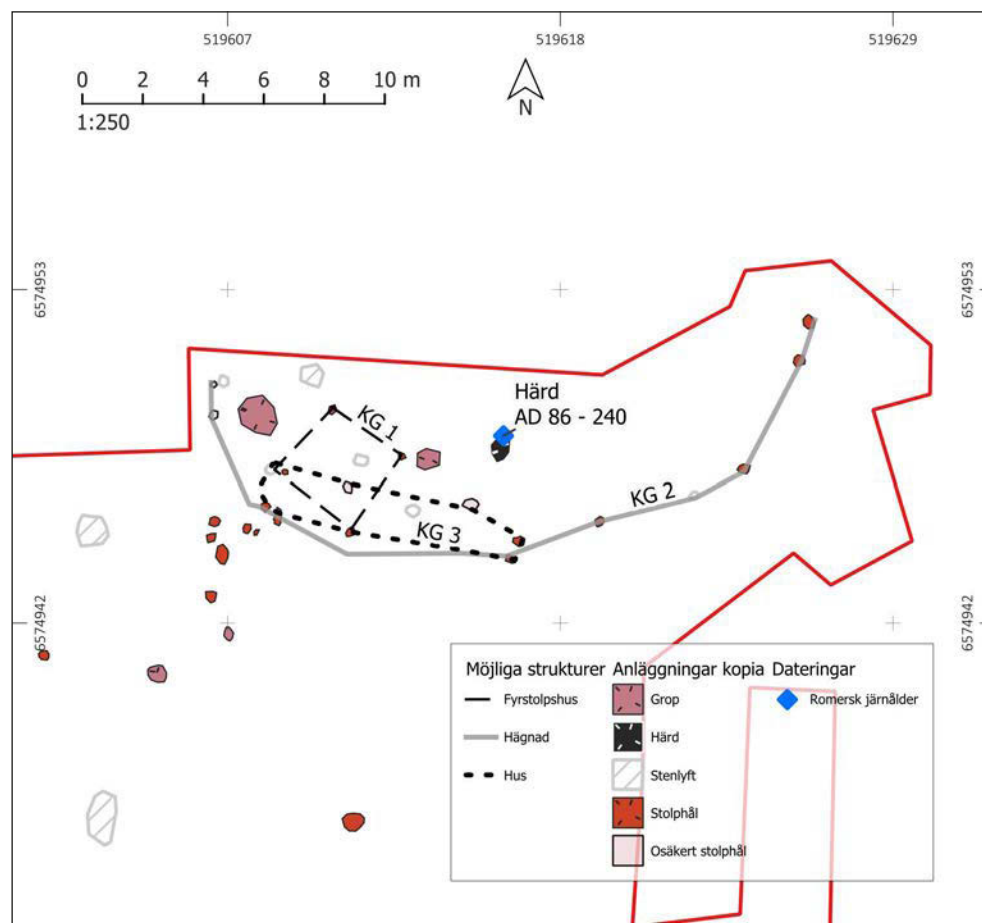 519607 519618 519629
0 2 4 6 8 10 m
1:250
N
6574953 6574953
Härd
AD 86 - 240
KG 1
KG 2
KG 3
6574942 6574942
Möjliga strukturer Anläggningar kopia Dateringar
Fyrstolpshus Grop Romersk järnålder
Hägnad Härd
Hus Stenlyft
Stolphål
Osäkert stolphål